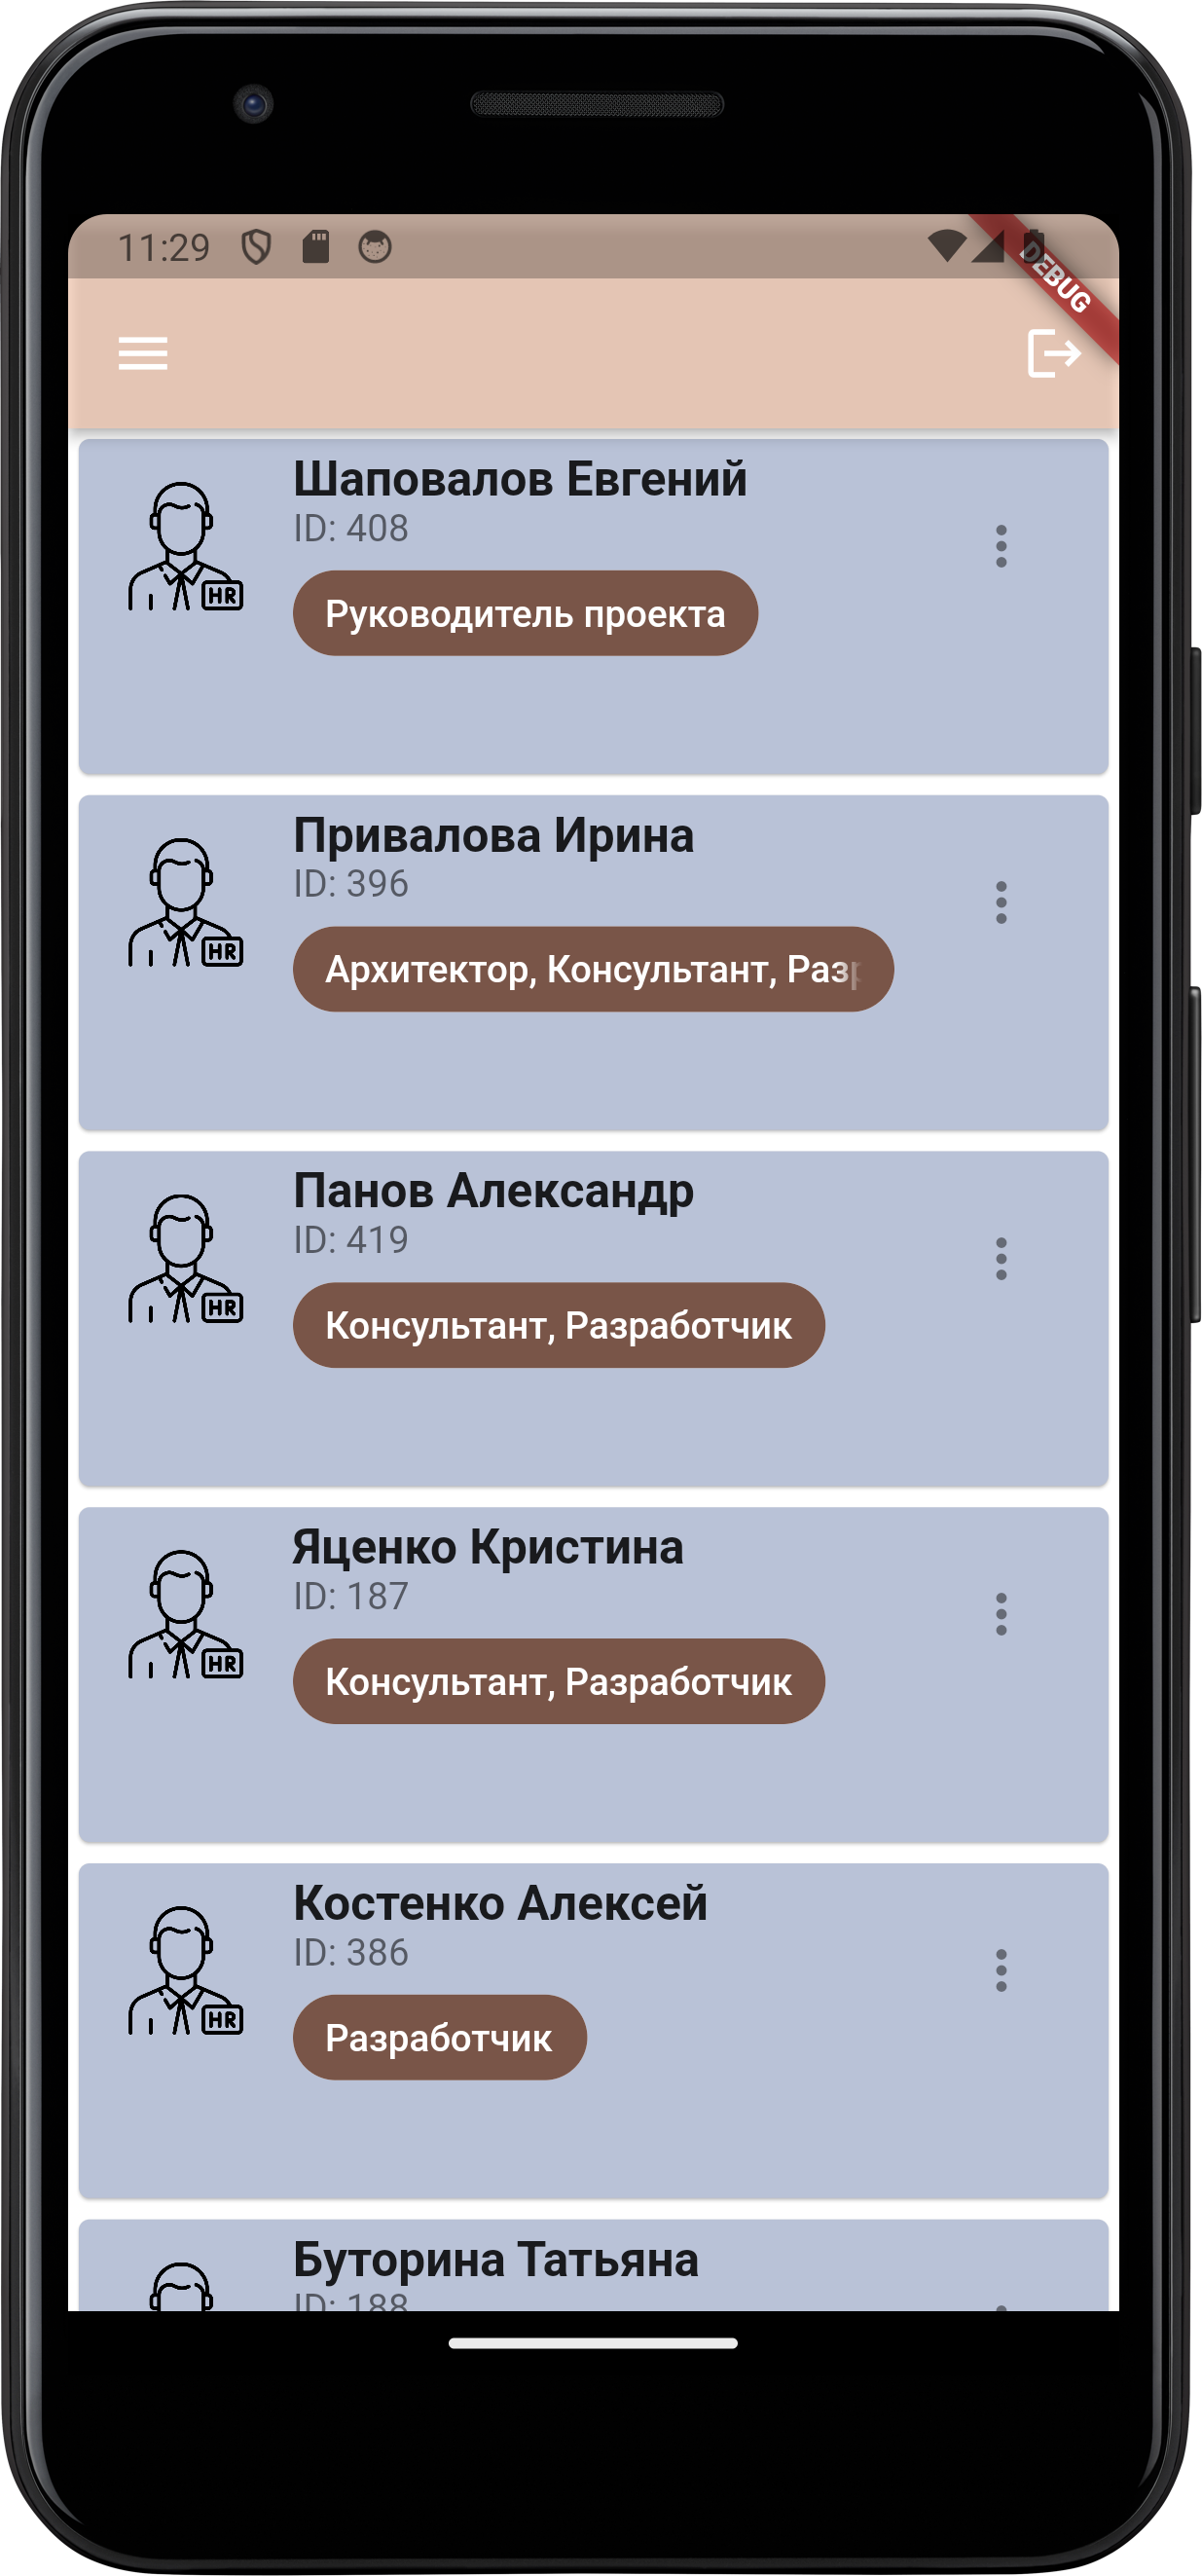 11:29
DEBUG
Шаповалов Евгений
ID: 408
HR
Руководитель проекта
Привалова Ирина
ID: 396
HR
Архитектор, Консультант, Разр
Панов Александр
ID: 419
HR
Консультант, Разработчик
Яценко Кристина
ID: 187
HR
Консультант, Разработчик
Костенко Алексей
ID: 386
HR
Разработчик
Буторина Татьяна
ID: 188